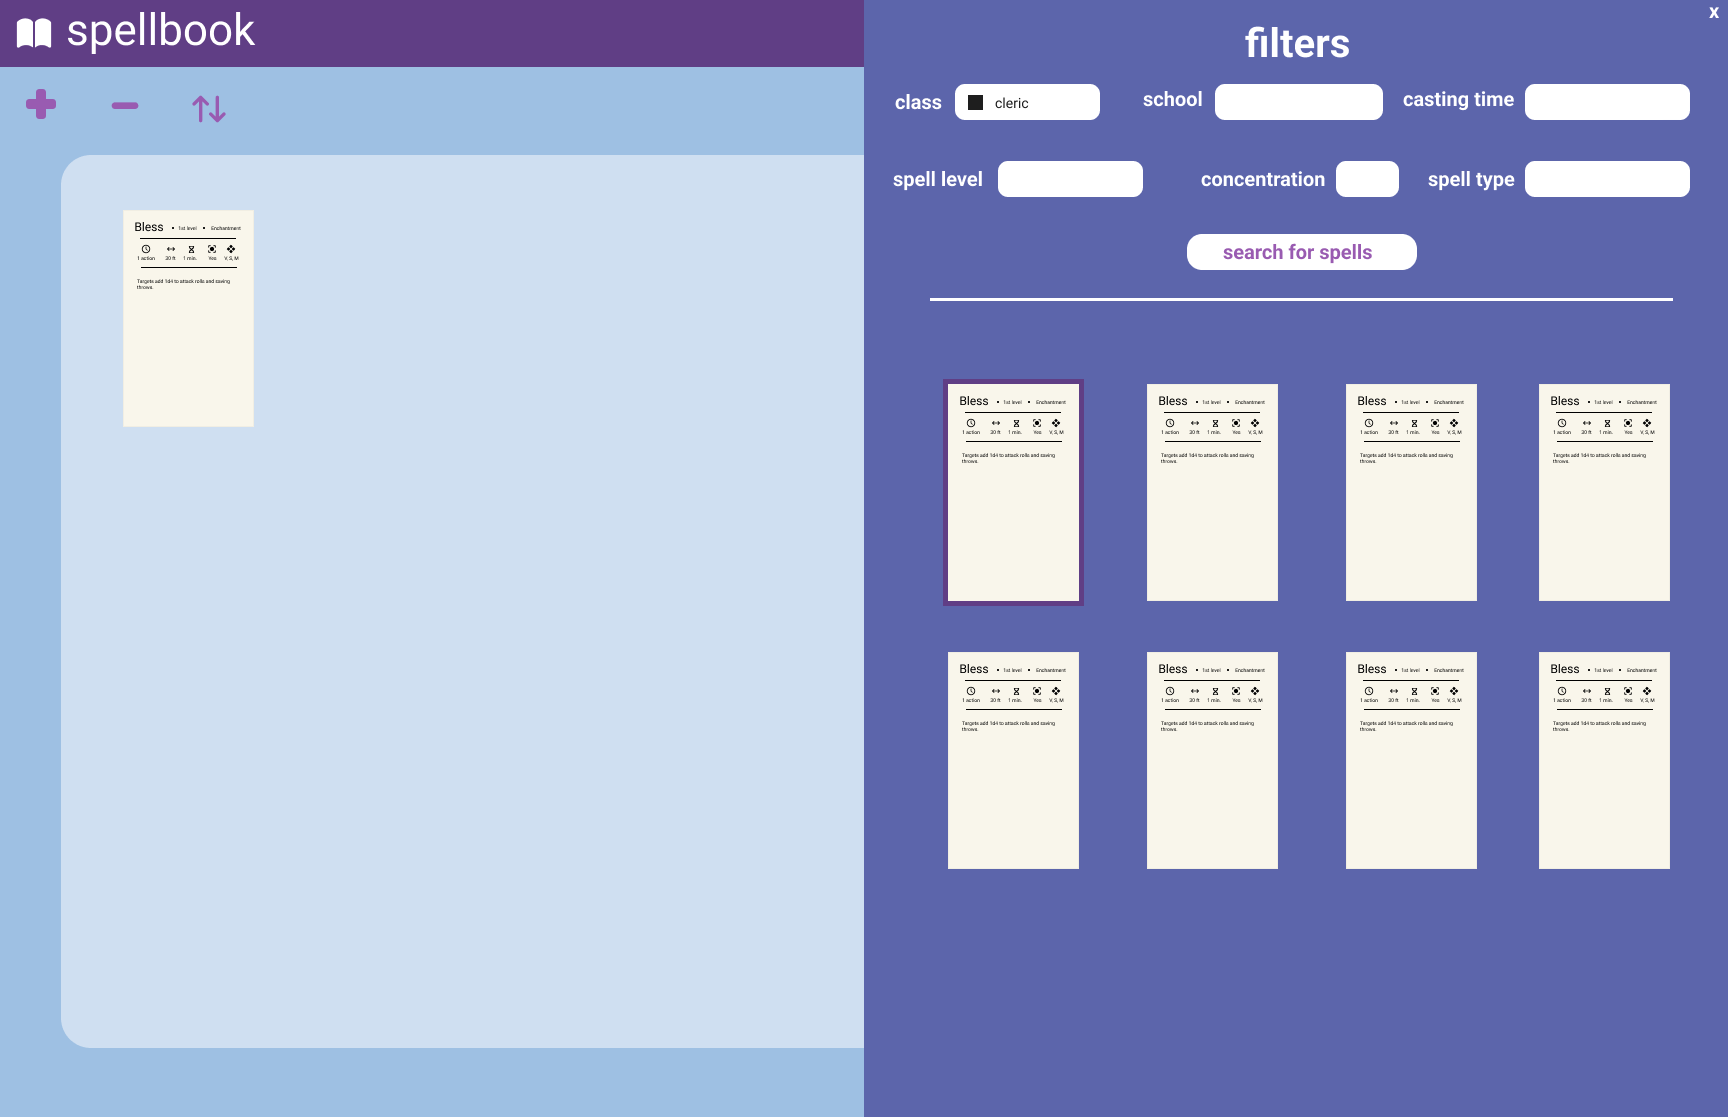 spellbook
x
filters
class
cleric
school
casting time
spell level
concentration
spell type
search for spells
Bless • 1st level • Enchantment
1 action 30 ft 1 min. Yes V, S, M
Targets add 1d4 to attack rolls and saving
throws.
Bless • 1st level • Enchantment
1 action 30 ft 1 min. Yes V, S, M
Targets add 1d4 to attack rolls and saving
throws.
Bless • 1st level • Enchantment
1 action 30 ft 1 min. Yes V, S, M
Targets add 1d4 to attack rolls and saving
throws.
Bless • 1st level • Enchantment
1 action 30 ft 1 min. Yes V, S, M
Targets add 1d4 to attack rolls and saving
throws.
Bless • 1st level • Enchantment
1 action 30 ft 1 min. Yes V, S, M
Targets add 1d4 to attack rolls and saving
throws.
Bless • 1st level • Enchantment
1 action 30 ft 1 min. Yes V, S, M
Targets add 1d4 to attack rolls and saving
throws.
Bless • 1st level • Enchantment
1 action 30 ft 1 min. Yes V, S, M
Targets add 1d4 to attack rolls and saving
throws.
Bless • 1st level • Enchantment
1 action 30 ft 1 min. Yes V, S, M
Targets add 1d4 to attack rolls and saving
throws.
Bless • 1st level • Enchantment
1 action 30 ft 1 min. Yes V, S, M
Targets add 1d4 to attack rolls and saving
throws.